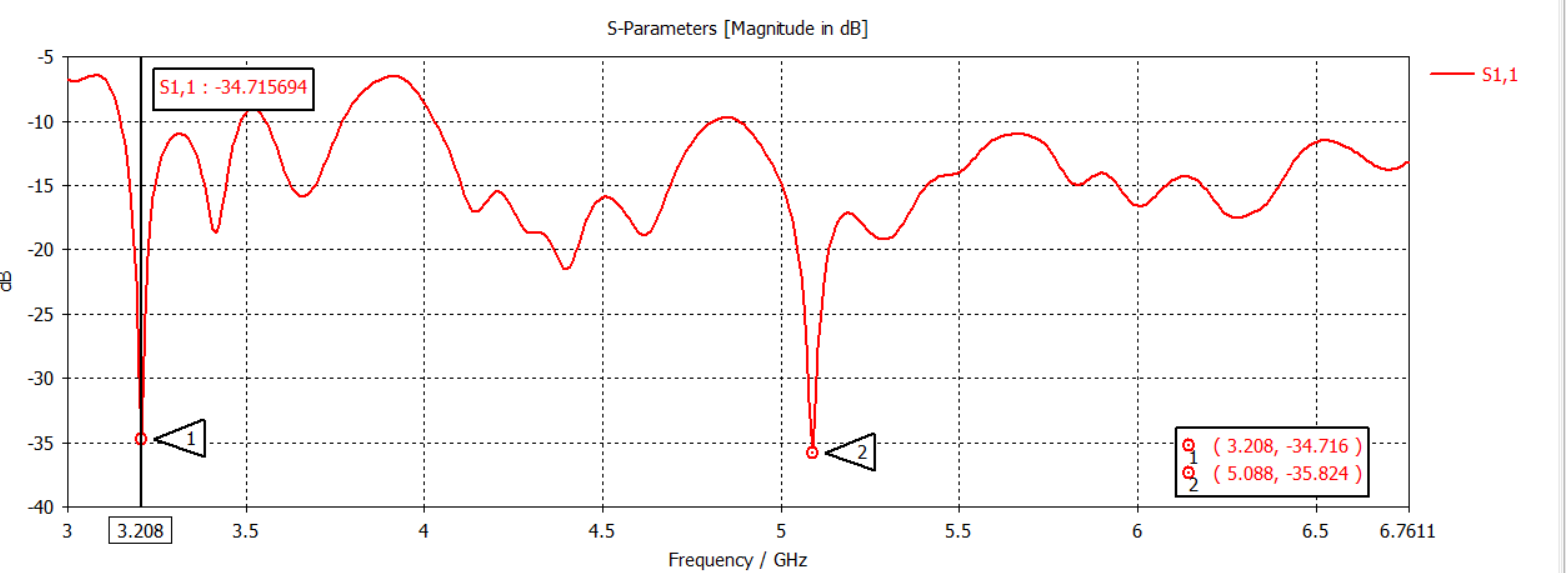 S-Parameters [Magnitude in dB]
S1,1 : -34.715694
S1,1
-5
-10
-15
-20
-25
-30
-35
-40
dB
1
2
1 ( 3.208, -34.716 )
2 ( 5.088, -35.824 )
3 3.208 3.5 4 4.5 5 5.5 6 6.5 6.7611
Frequency / GHz